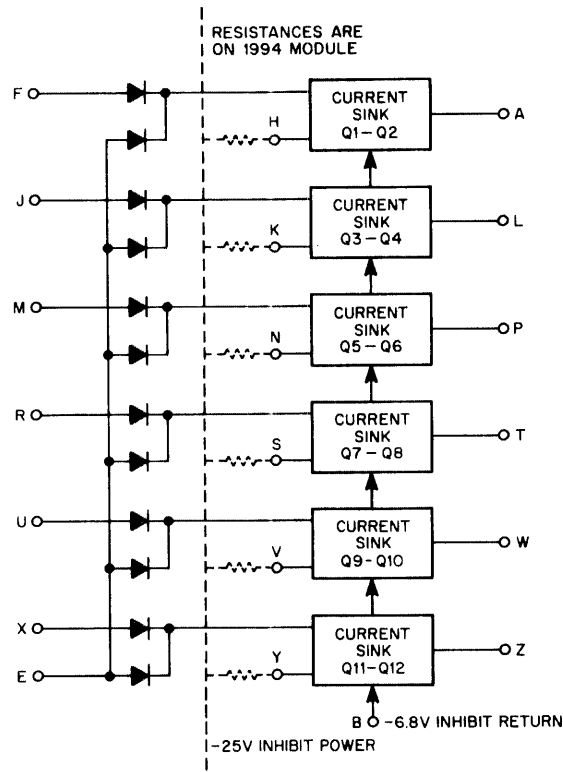 RESISTANCES ARE
ON 1994 MODULE
F
H
CURRENT
SINK
Q1-Q2
A
J
K
CURRENT
SINK
Q3-Q4
L
M
N
CURRENT
SINK
Q5-Q6
P
R
S
CURRENT
SINK
Q7-Q8
T
U
V
CURRENT
SINK
Q9-Q10
W
X
Y
CURRENT
SINK
Q11-Q12
Z
E
B -6.8V INHIBIT RETURN
-25V INHIBIT POWER